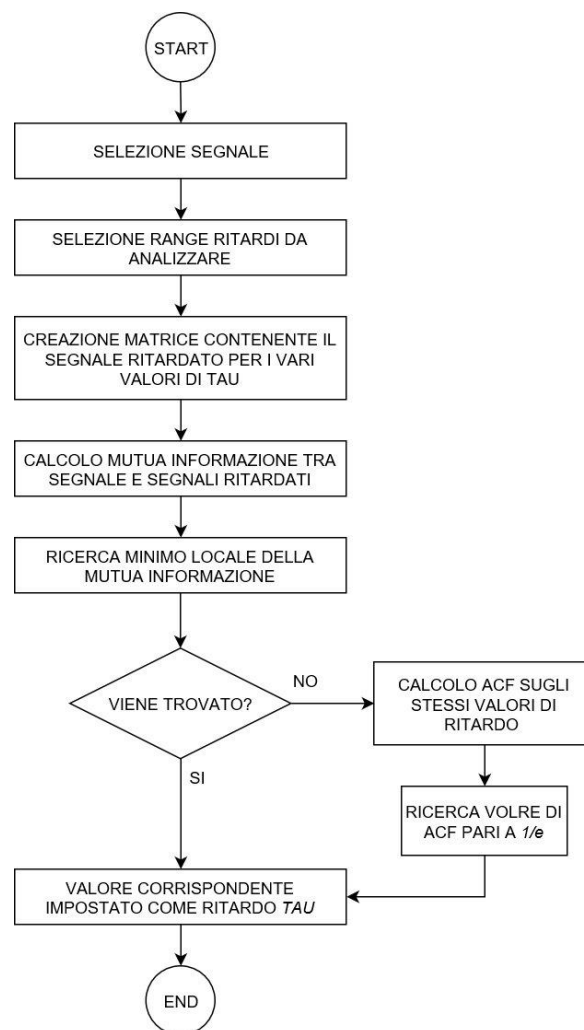 START
SELEZIONE SEGNALE
SELEZIONE RANGE RITARDI DA
ANALIZZARE
CREAZIONE MATRICE CONTENENTE IL
SEGNALE RITARDATO PER I VARI
VALORI DI TAU
CALCOLO MUTUA INFORMAZIONE TRA
SEGNALE E SEGNALI RITARDATI
RICERCA MINIMO LOCALE DELLA
MUTUA INFORMAZIONE
VIENE TROVATO?
NO
CALCOLO ACF SUGLI
STESSI VALORI DI
RITARDO
SI
RICERCA VOLRE DI
ACF PARI A 1/e
VALORE CORRISPONDENTE
IMPOSTATO COME RITARDO TAU
END